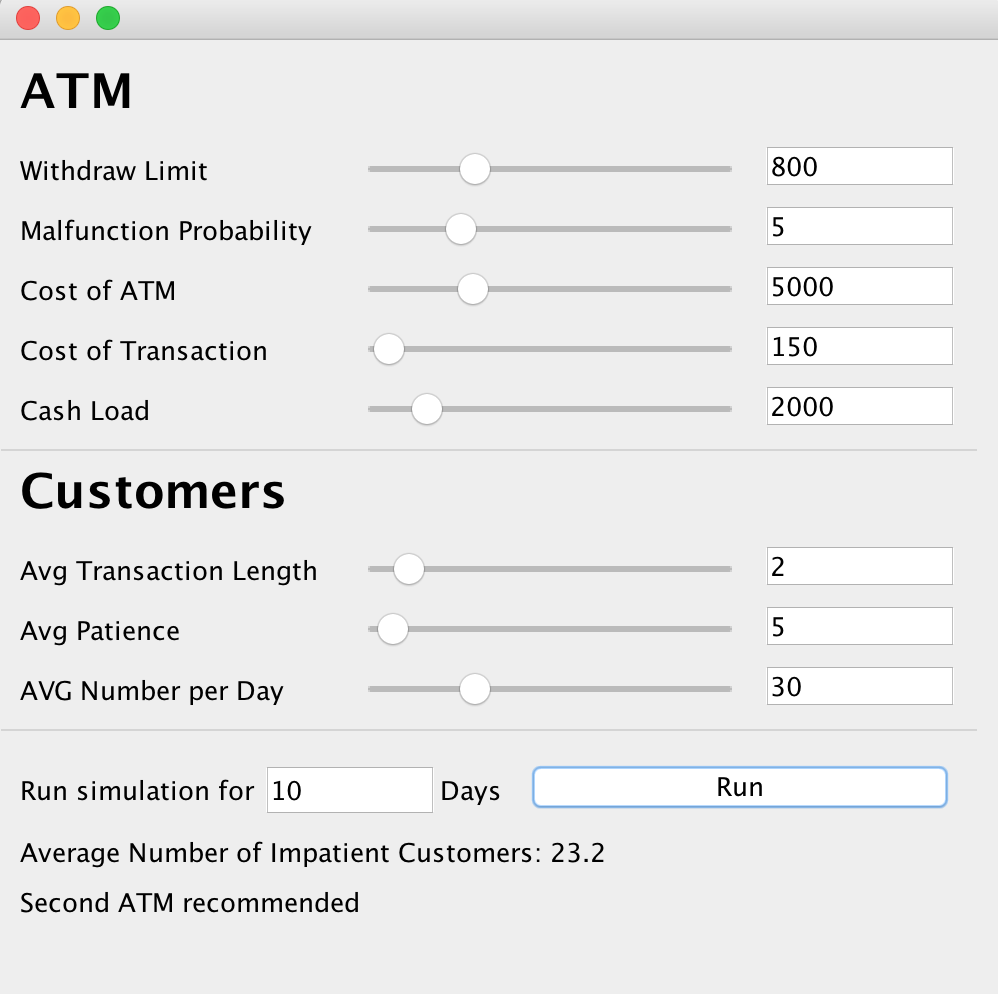 ATM
Withdraw Limit 800
Malfunction Probability 5
Cost of ATM 5000
Cost of Transaction 150
Cash Load 2000
Customers
Avg Transaction Length 2
Avg Patience 5
AVG Number per Day 30
Run simulation for 10 Days Run
Average Number of Impatient Customers: 23.2
Second ATM recommended